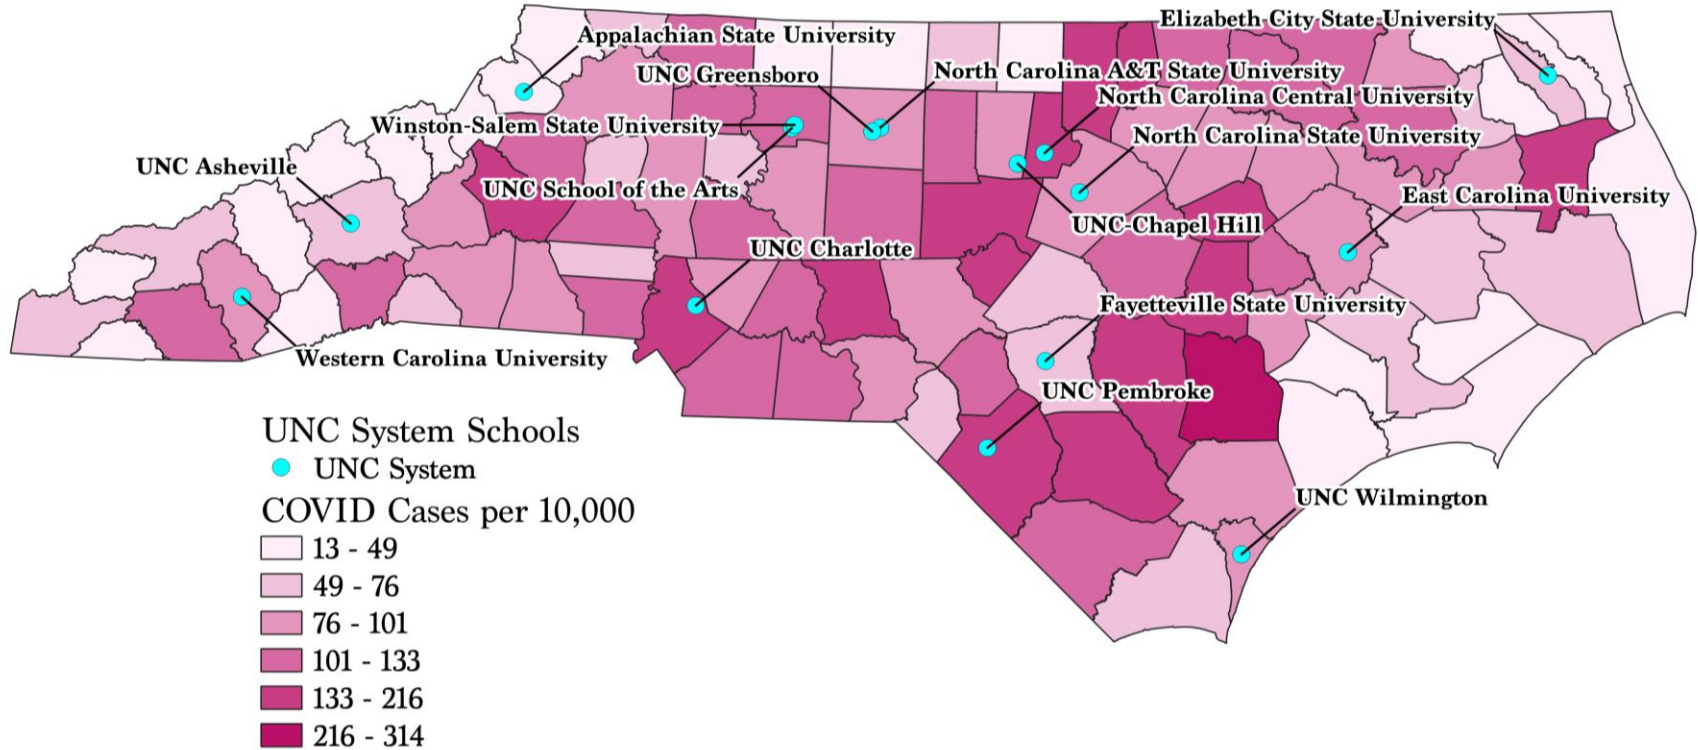 Elizabeth City State University
Appalachian State University
UNC Greensboro
North Carolina A&T State University
North Carolina Central University
Winston-Salem State University
North Carolina State University
UNC Asheville
UNC School of the Arts
East Carolina University
UNC-Chapel Hill
UNC Charlotte
Fayetteville State University
Western Carolina University
UNC Pembroke
UNC Wilmington
UNC System Schools
UNC System
COVID Cases per 10,000
13 - 49
49 - 76
76 - 101
101 - 133
133 - 216
216 - 314